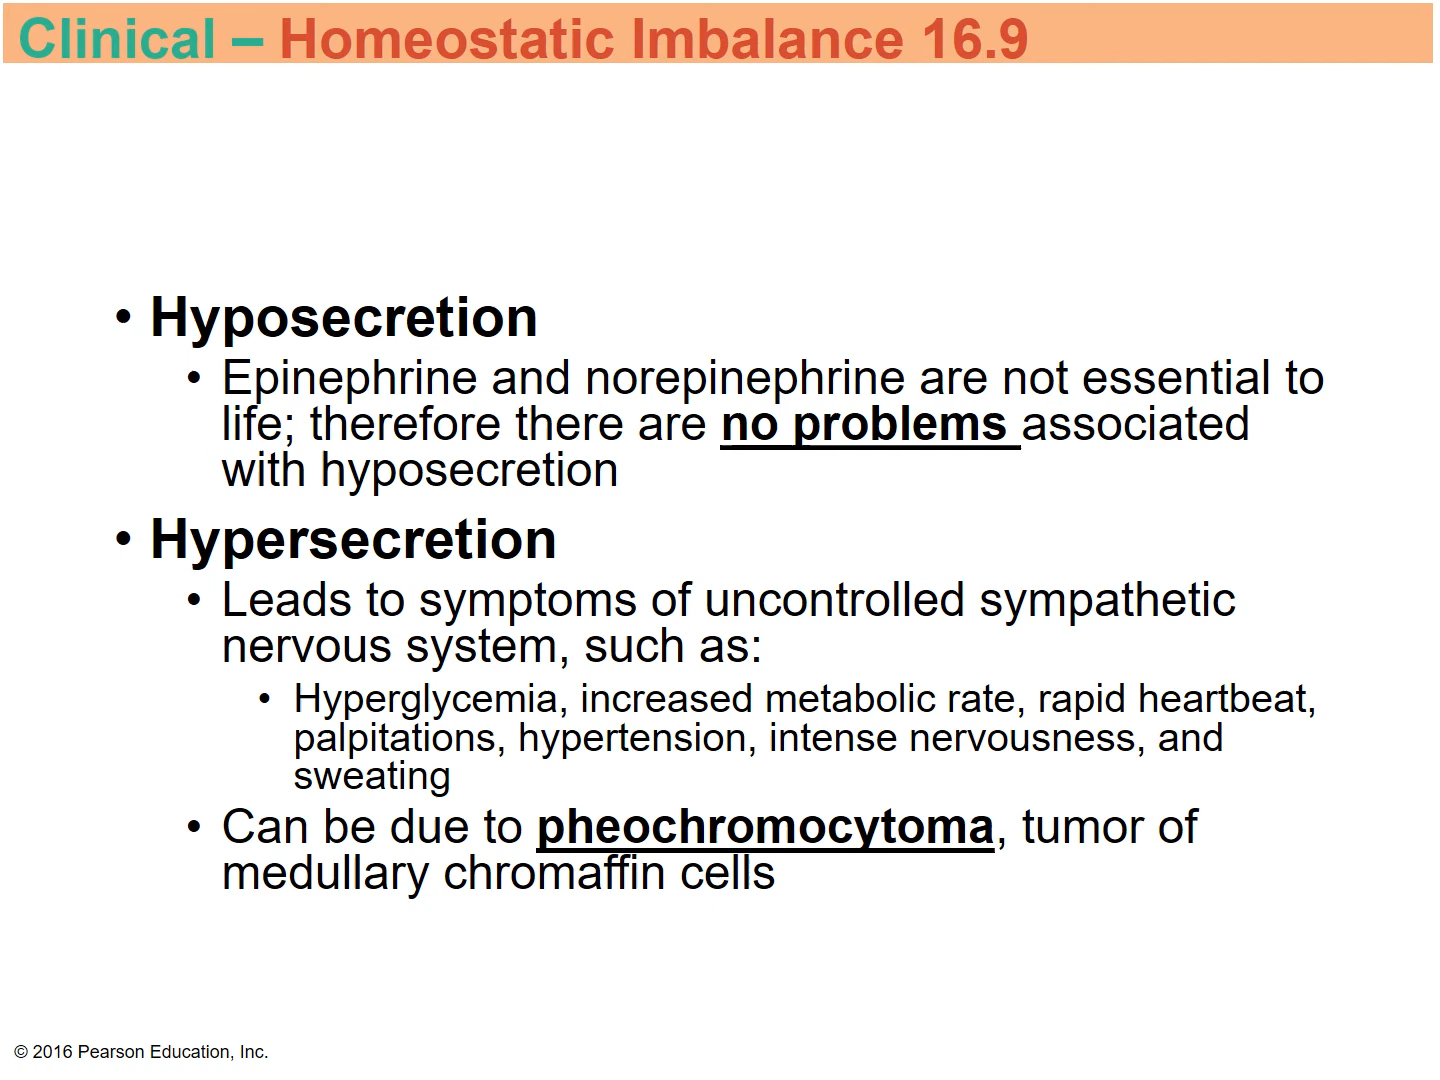 Clinical – Homeostatic Imbalance 16.9
• Hyposecretion
• Epinephrine and norepinephrine are not essential to
life; therefore there are no problems associated
with hyposecretion
• Hypersecretion
• Leads to symptoms of uncontrolled sympathetic
nervous system, such as:
• Hyperglycemia, increased metabolic rate, rapid heartbeat,
palpitations, hypertension, intense nervousness, and
sweating
• Can be due to pheochromocytoma, tumor of
medullary chromaffin cells
© 2016 Pearson Education, Inc.